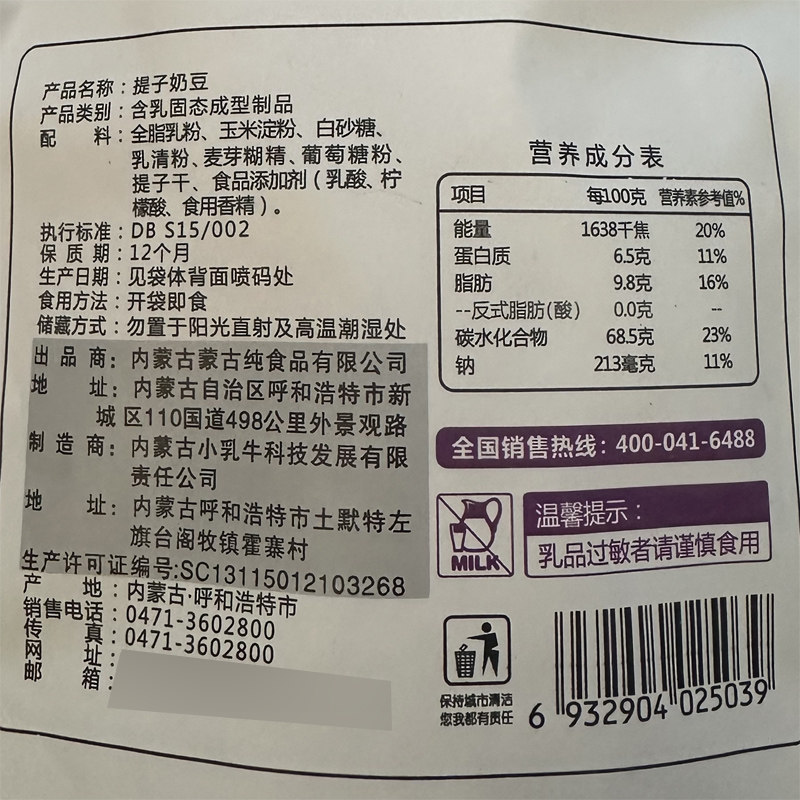 产品名称：提子奶豆
产品类别：含乳固态成型制品
配 料：全脂乳粉、玉米淀粉、白砂糖、
乳清粉、麦芽糊精、葡萄糖粉、
提子干、食品添加剂（乳酸、柠
檬酸、食用香精）。
执行标准：DB S15/002
保 质 期：12个月
生产日期：见袋体背面喷码处
食用方法：开袋即食
储藏方式：勿置于阳光直射及高温潮湿处
出 品 商：内蒙古蒙古纯食品有限公司
地 址：内蒙古自治区呼和浩特市新
城区110国道498公里外景观路
制 造 商：内蒙古小乳牛科技发展有限
责任公司
地 址：内蒙古呼和浩特市土默特左
旗台阁牧镇霍寨村
生产许可证编号:SC13115012103268
产 地：内蒙古·呼和浩特市
销售电话：0471-3602800
传 真：0471-3602800
网 址：
邮 箱：
营养成分表
项目 每100克 营养素参考值%
能量 1638千焦 20%
蛋白质 6.5克 11%
脂肪 9.8克 16%
--反式脂肪(酸) 0.0克 --
碳水化合物 68.5克 23%
钠 213毫克 11%
全国销售热线：400-041-6488
MILK
温馨提示：
乳品过敏者请谨慎食用
保持城市清洁
您我都有责任
6 932904 025039